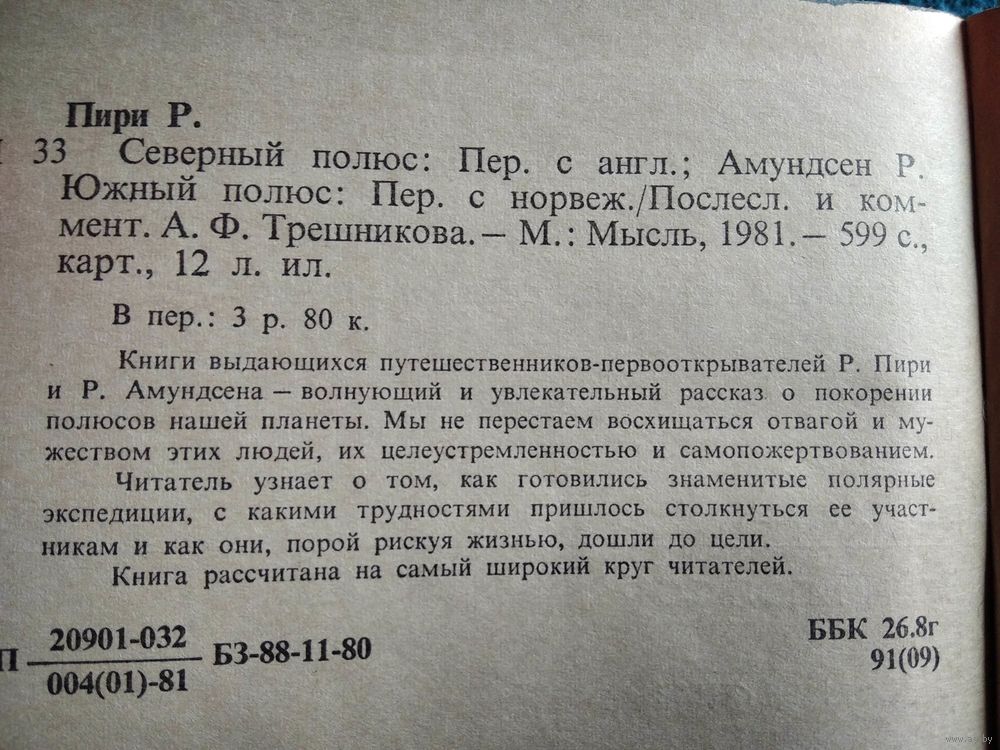 Пири Р.
33 Северный полюс: Пер. с англ.; Амундсен Р.
Южный полюс: Пер. с норвеж./Послесл. и ком-
мент. А. Ф. Трешникова.— М.: Мысль, 1981.— 599 с.,
карт., 12 л. ил.
В пер.: 3 р. 80 к.
Книги выдающихся путешественников-первооткрывателей Р. Пири
и Р. Амундсена — волнующий и увлекательный рассказ о покорении
полюсов нашей планеты. Мы не перестаем восхищаться отвагой и му-
жеством этих людей, их целеустремленностью и самопожертвованием.
Читатель узнает о том, как готовились знаменитые полярные
экспедиции, с какими трудностями пришлось столкнуться ее участ-
никам и как они, порой рискуя жизнью, дошли до цели.
Книга рассчитана на самый широкий круг читателей.
П 20901-032
004(01)-81 БЗ-88-11-80
ББК 26.8г
91(09)
www.ay.by